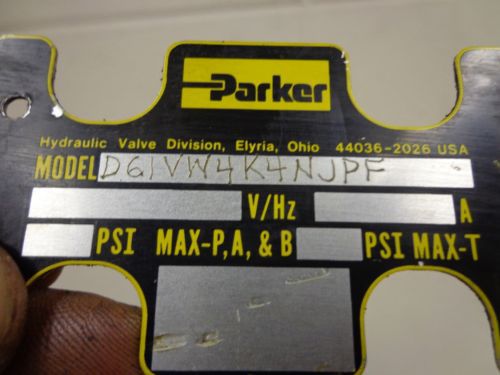 Parker
Hydraulic Valve Division, Elyria, Ohio 44036-2026 USA
MODEL D61VW4K4NJPF
V/Hz A
PSI MAX-P,A, & B PSI MAX-T